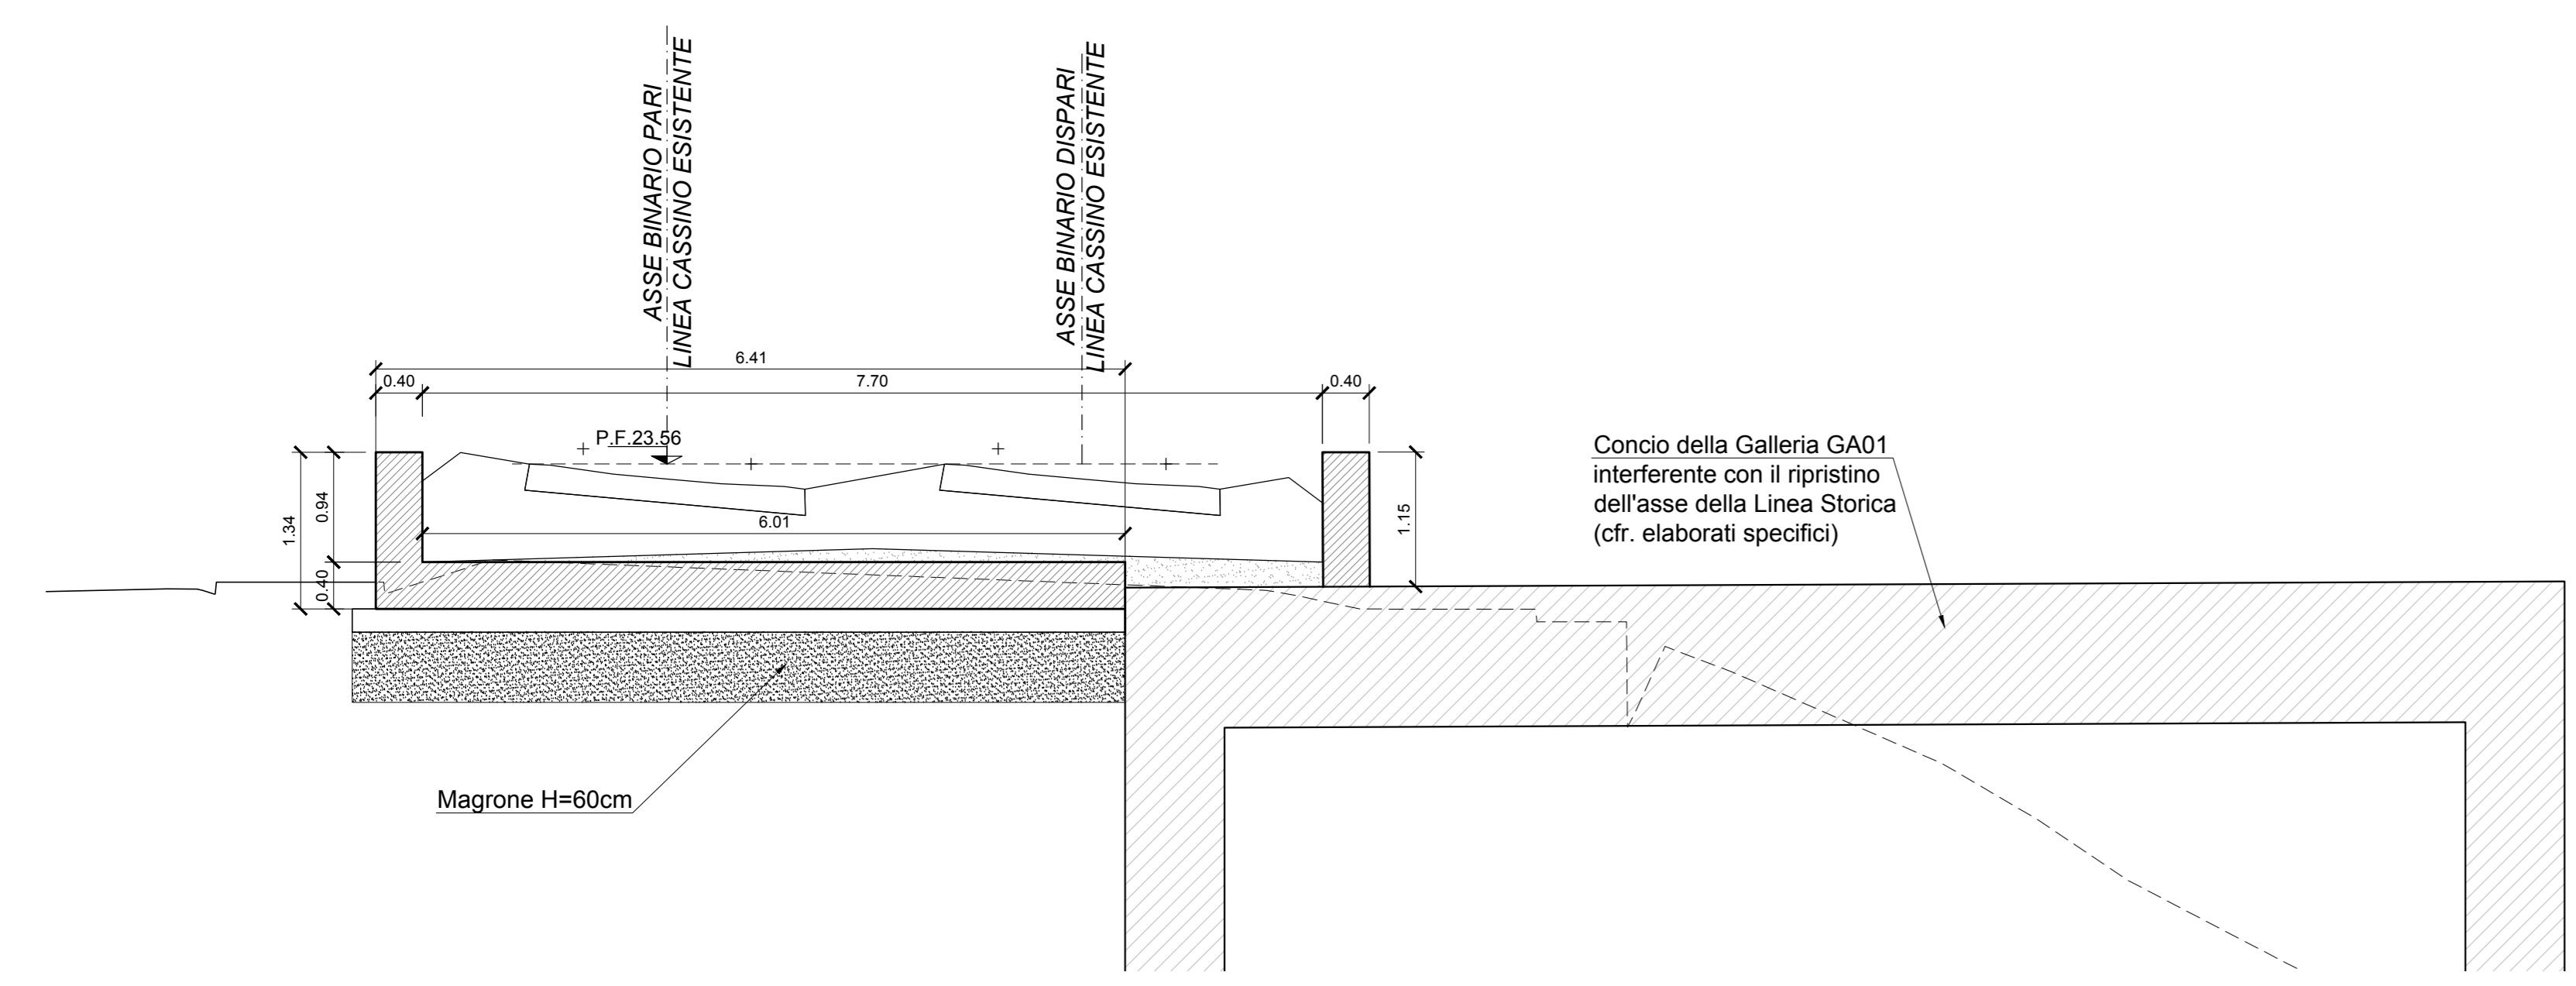 ASSE BINARIO PARI
LINEA CASSINO ESISTENTE
ASSE BINARIO DISPARI
LINEA CASSINO ESISTENTE
6.41
0.40
7.70
0.40
P.F.23.56
1.34
0.94
0.40
6.01
1.15
Concio della Galleria GA01
interferente con il ripristino
dell'asse della Linea Storica
(cfr. elaborati specifici)
Magrone H=60cm